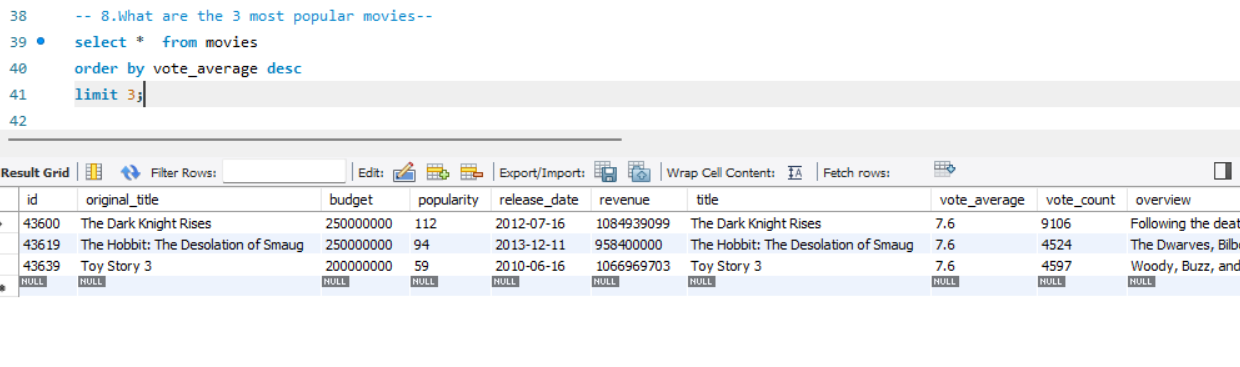 38 -- 8.What are the 3 most popular movies--
39 select * from movies
40 order by vote_average desc
41 limit 3;
42
Result Grid Filter Rows: Edit: Export/Import: Wrap Cell Content: Fetch rows:
id original_title budget popularity release_date revenue title vote_average vote_count overview
43600 The Dark Knight Rises 250000000 112 2012-07-16 1084939099 The Dark Knight Rises 7.6 9106 Following the deat
43619 The Hobbit: The Desolation of Smaug 250000000 94 2013-12-11 958400000 The Hobbit: The Desolation of Smaug 7.6 4524 The Dwarves, Bilb
43639 Toy Story 3 200000000 59 2010-06-16 1066969703 Toy Story 3 7.6 4597 Woody, Buzz, and
* NULL NULL NULL NULL NULL NULL NULL NULL NULL NULL